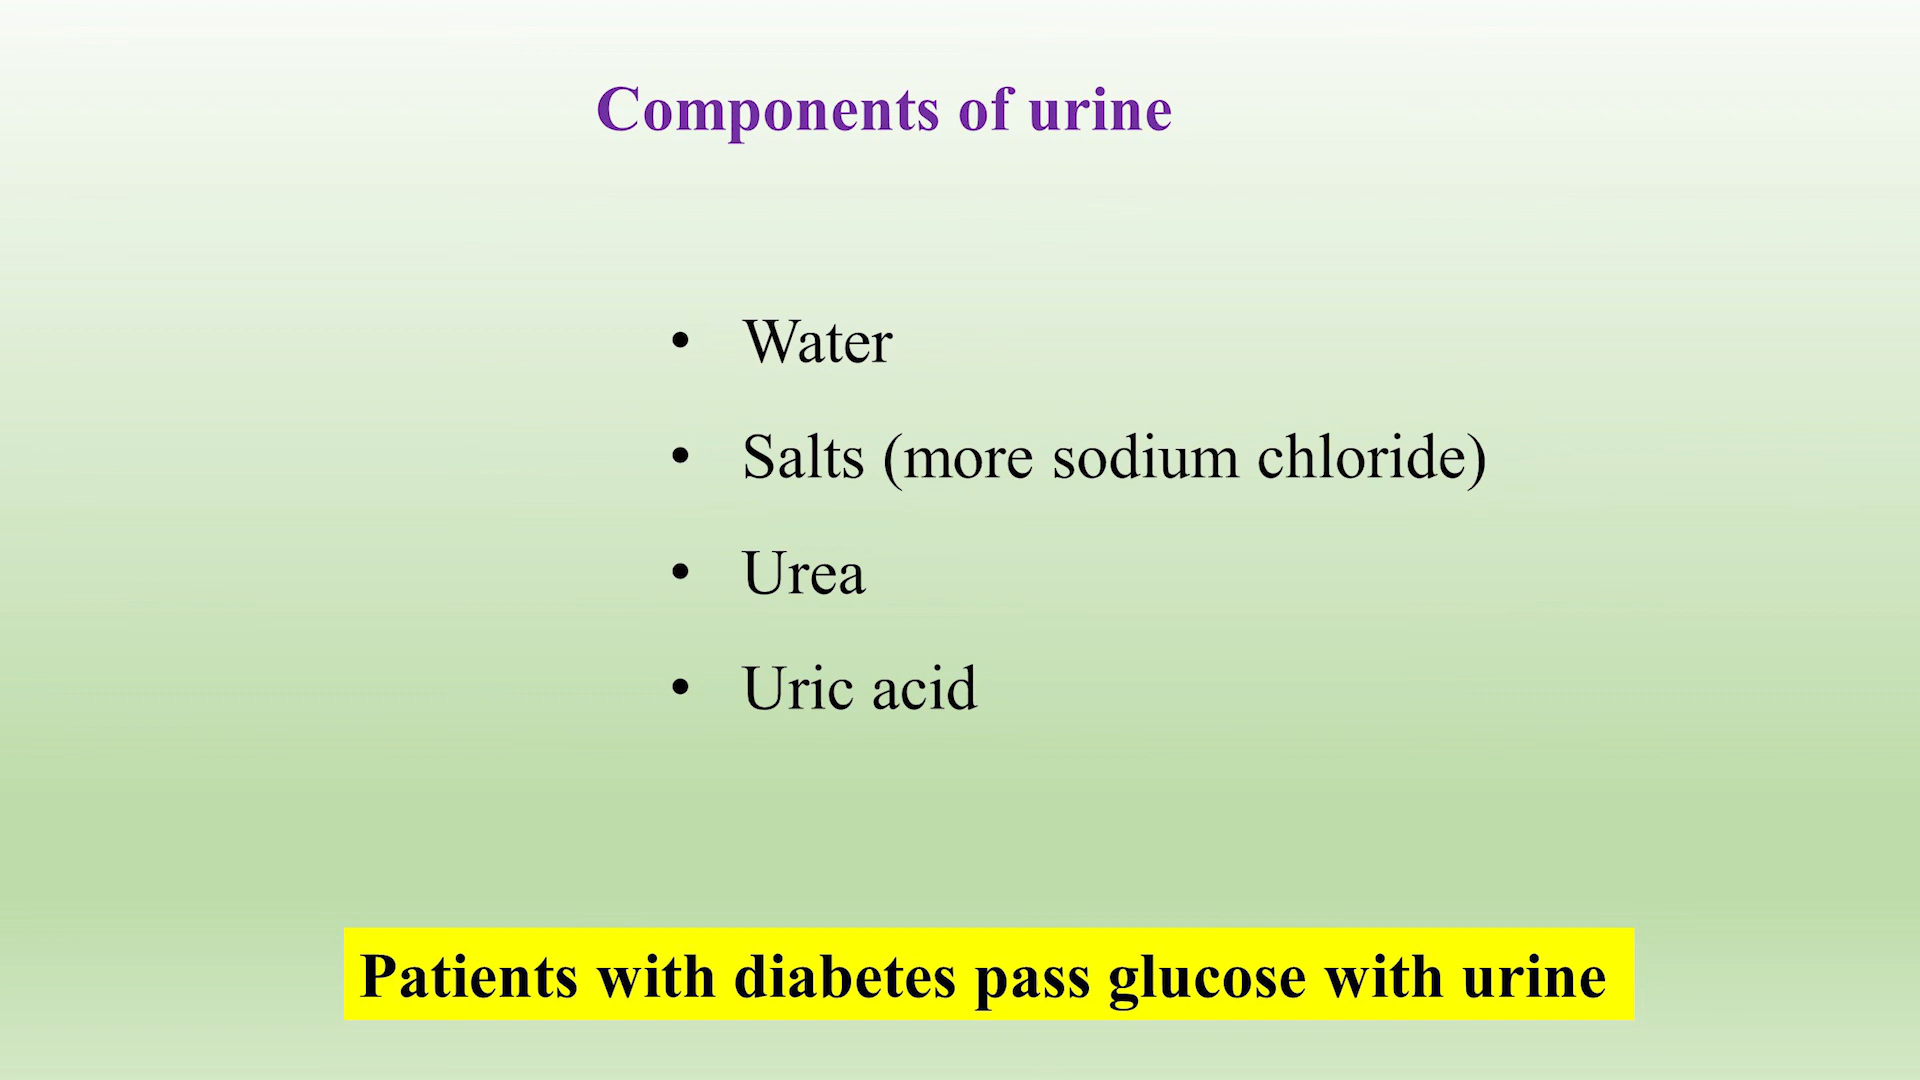 Components of urine
• Water
• Salts (more sodium chloride)
• Urea
• Uric acid
Patients with diabetes pass glucose with urine